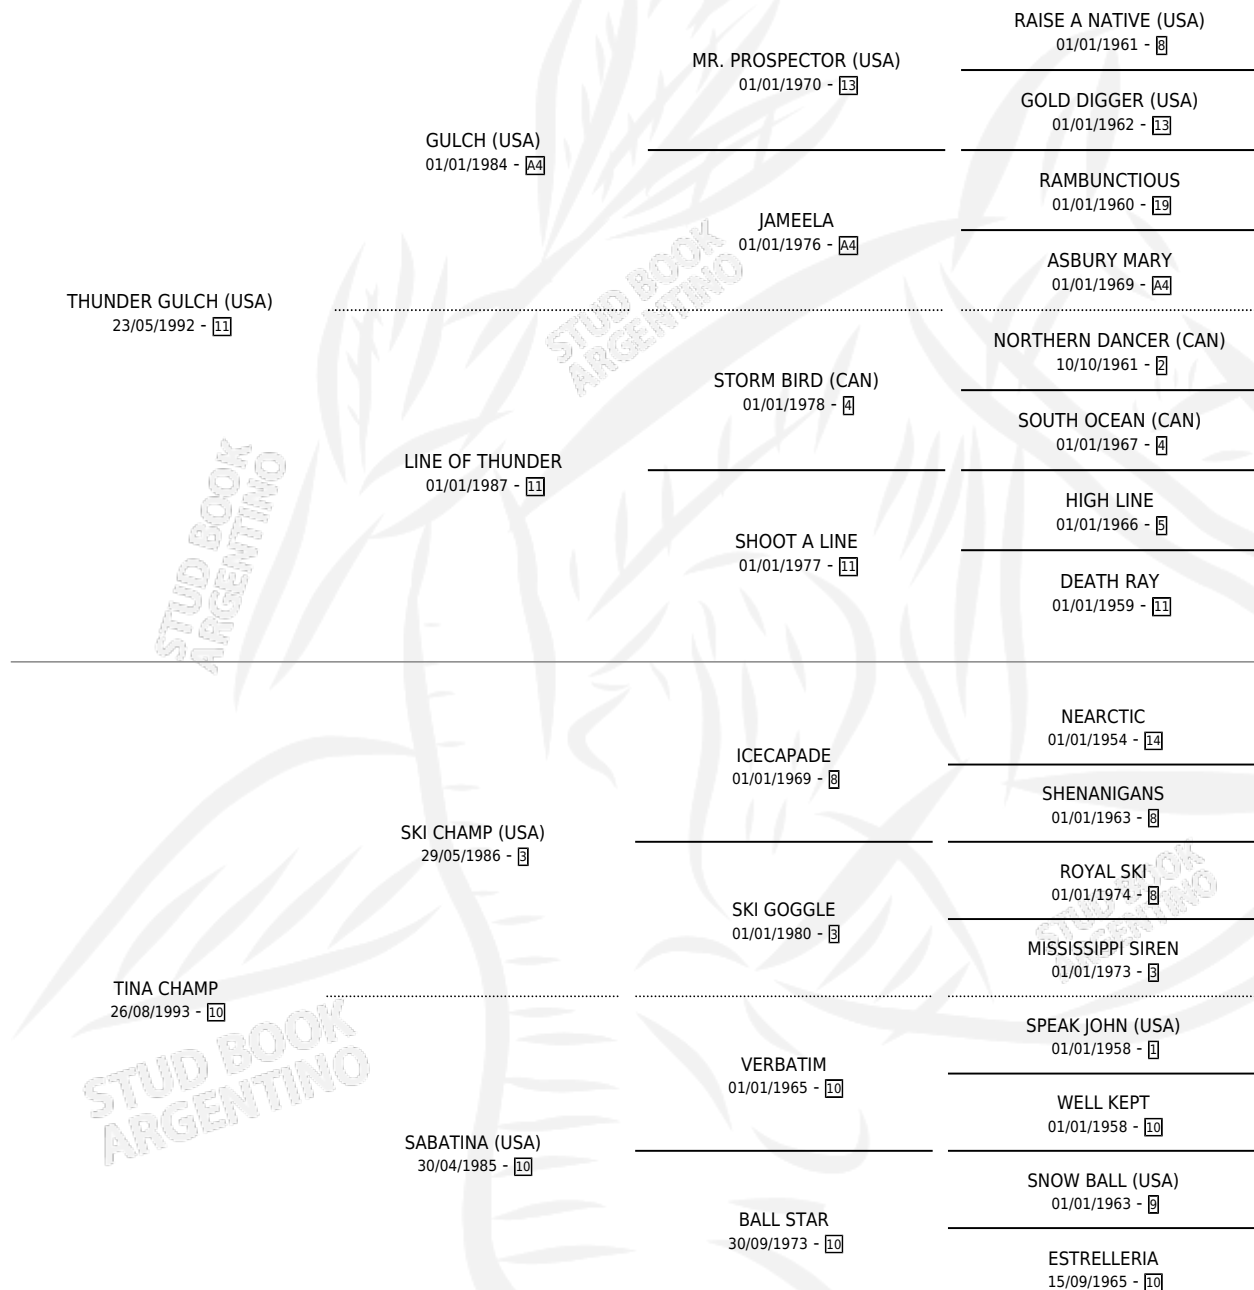 RAISE A NATIVE (USA)
01/01/1961 - 8
MR. PROSPECTOR (USA)
01/01/1970 - 13
GOLD DIGGER (USA)
01/01/1962 - 13
GULCH (USA)
01/01/1984 - A4
RAMBUNCTIOUS
01/01/1960 - 19
JAMEELA
01/01/1976 - A4
ASBURY MARY
01/01/1969 - A4
THUNDER GULCH (USA)
23/05/1992 - 11
NORTHERN DANCER (CAN)
10/10/1961 - 2
STORM BIRD (CAN)
01/01/1978 - 4
SOUTH OCEAN (CAN)
01/01/1967 - 4
LINE OF THUNDER
01/01/1987 - 11
HIGH LINE
01/01/1966 - 5
SHOOT A LINE
01/01/1977 - 11
DEATH RAY
01/01/1959 - 11
NEARCTIC
01/01/1954 - 14
ICECAPADE
01/01/1969 - 8
SHENANIGANS
01/01/1963 - 8
SKI CHAMP (USA)
29/05/1986 - 3
ROYAL SKI
01/01/1974 - 8
SKI GOGGLE
01/01/1980 - 3
MISSISSIPPI SIREN
01/01/1973 - 3
TINA CHAMP
26/08/1993 - 10
SPEAK JOHN (USA)
01/01/1958 - 1
VERBATIM
01/01/1965 - 10
WELL KEPT
01/01/1958 - 10
SABATINA (USA)
30/04/1985 - 10
SNOW BALL (USA)
01/01/1963 - 9
BALL STAR
30/09/1973 - 10
ESTRELLERIA
15/09/1965 - 10
STUD BOOK
ARGENTINO
STUD BOOK
ARGENTINO
STUD BOOK
ARGENTINO
STUD BOOK
ARGENTINO